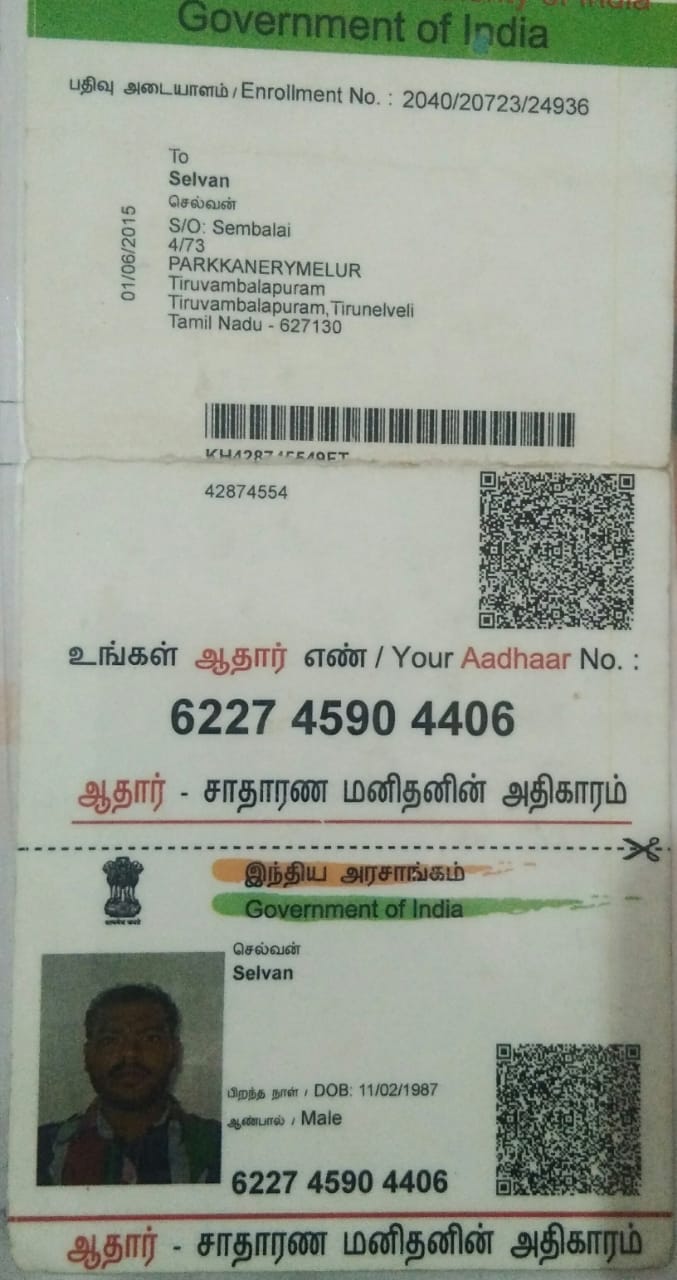 Government of India
பதிவு அடையாளம் / Enrollment No. : 2040/20723/24936
To
Selvan
செல்வன்
S/O: Sembalai
4/73
PARKKANERYMELUR
Tiruvambalapuram
Tiruvambalapuram,Tirunelveli
Tamil Nadu - 627130
01/06/2015
42874554
உங்கள் ஆதார் எண் / Your Aadhaar No. :
6227 4590 4406
ஆதார் - சாதாரண மனிதனின் அதிகாரம்
இந்திய அரசாங்கம்
Government of India
செல்வன்
Selvan
பிறந்த நாள் / DOB: 11/02/1987
ஆண்பால் / Male
6227 4590 4406
ஆதார் - சாதாரண மனிதனின் அதிகாரம்